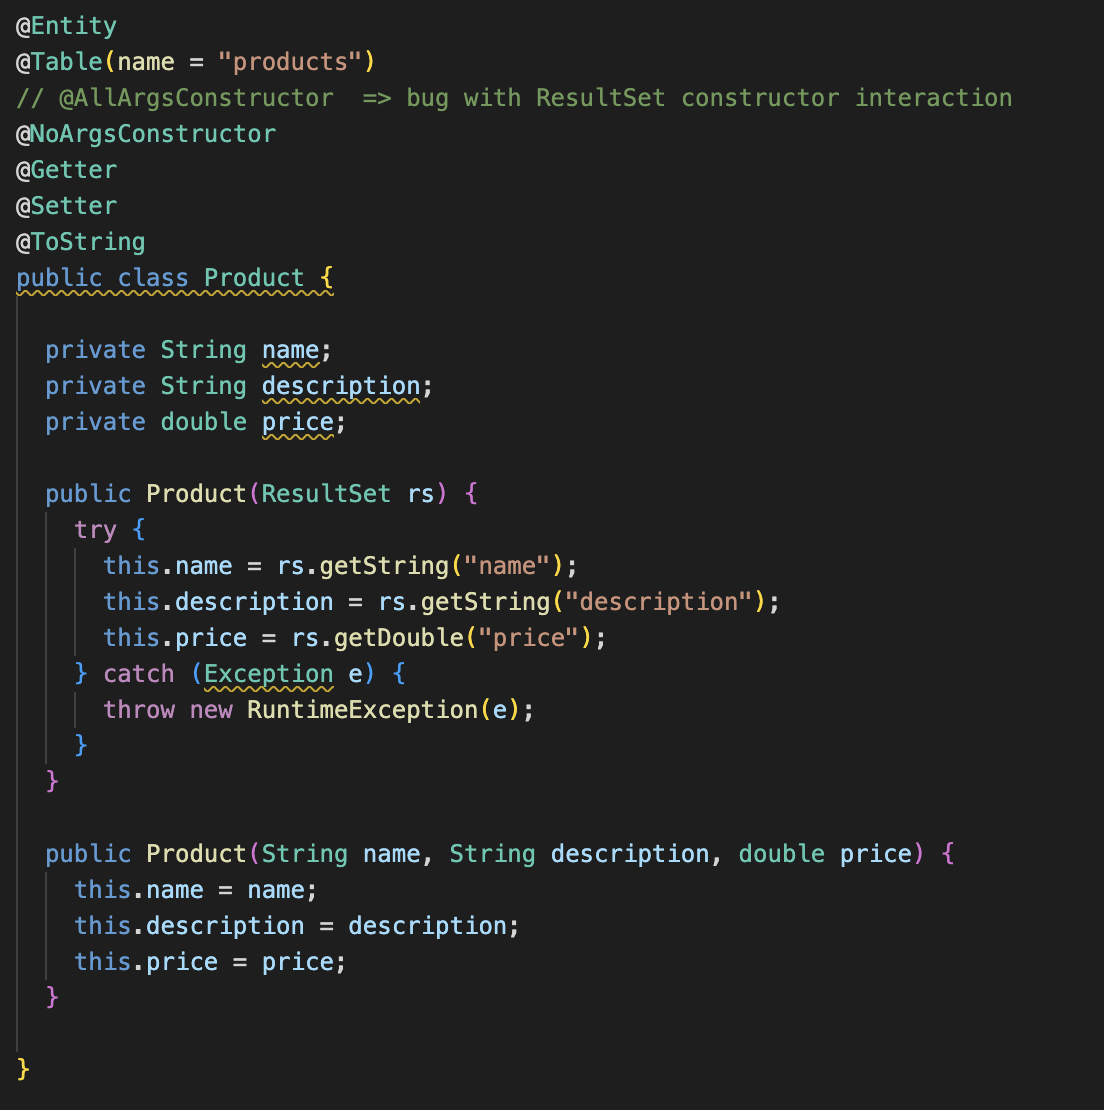 @Entity
@Table(name = "products")
// @AllArgsConstructor  => bug with ResultSet constructor interaction
@NoArgsConstructor
@Getter
@Setter
@ToString
public class Product {
private String name;
private String description;
private double price;
public Product(ResultSet rs) {
try {
this.name = rs.getString("name");
this.description = rs.getString("description");
this.price = rs.getDouble("price");
} catch (Exception e) {
throw new RuntimeException(e);
}
}
public Product(String name, String description, double price) {
this.name = name;
this.description = description;
this.price = price;
}
}